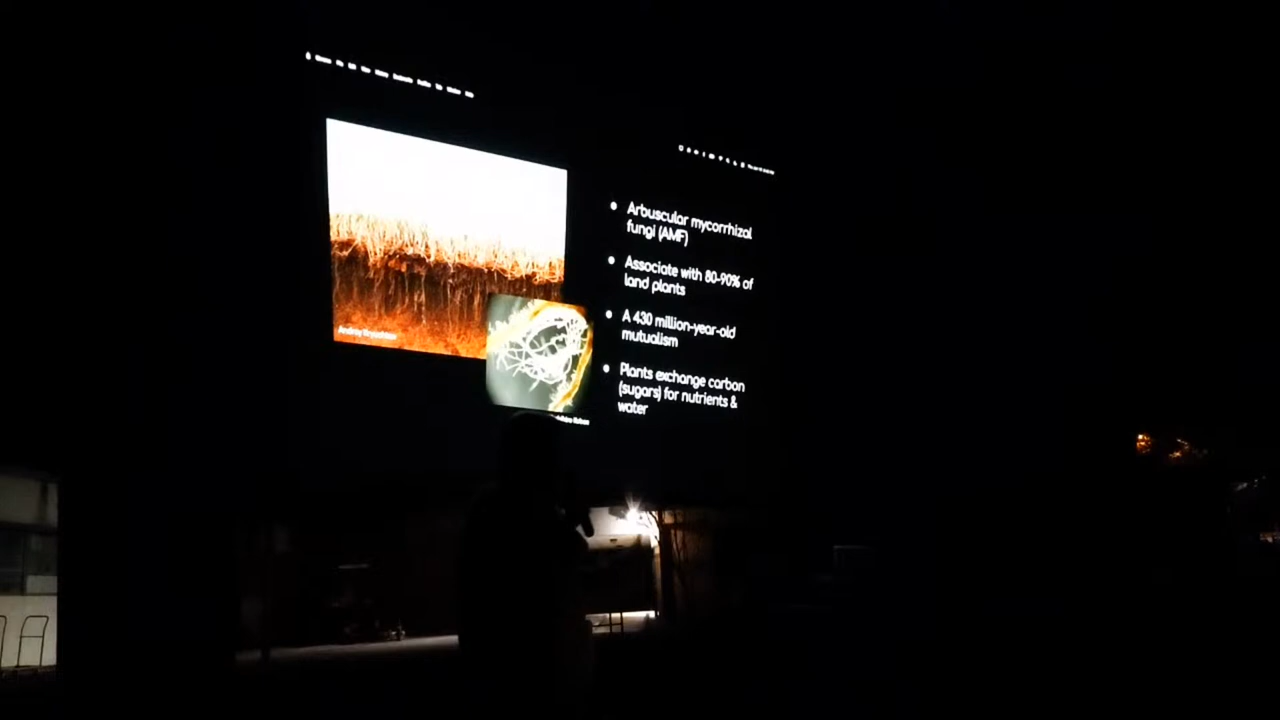 Arbuscular mycorrhizal
fungi (AMF)
Associate with 80-90% of
land plants
A 430 million-year-old
mutualism
Plants exchange carbon
(sugars) for nutrients &
water